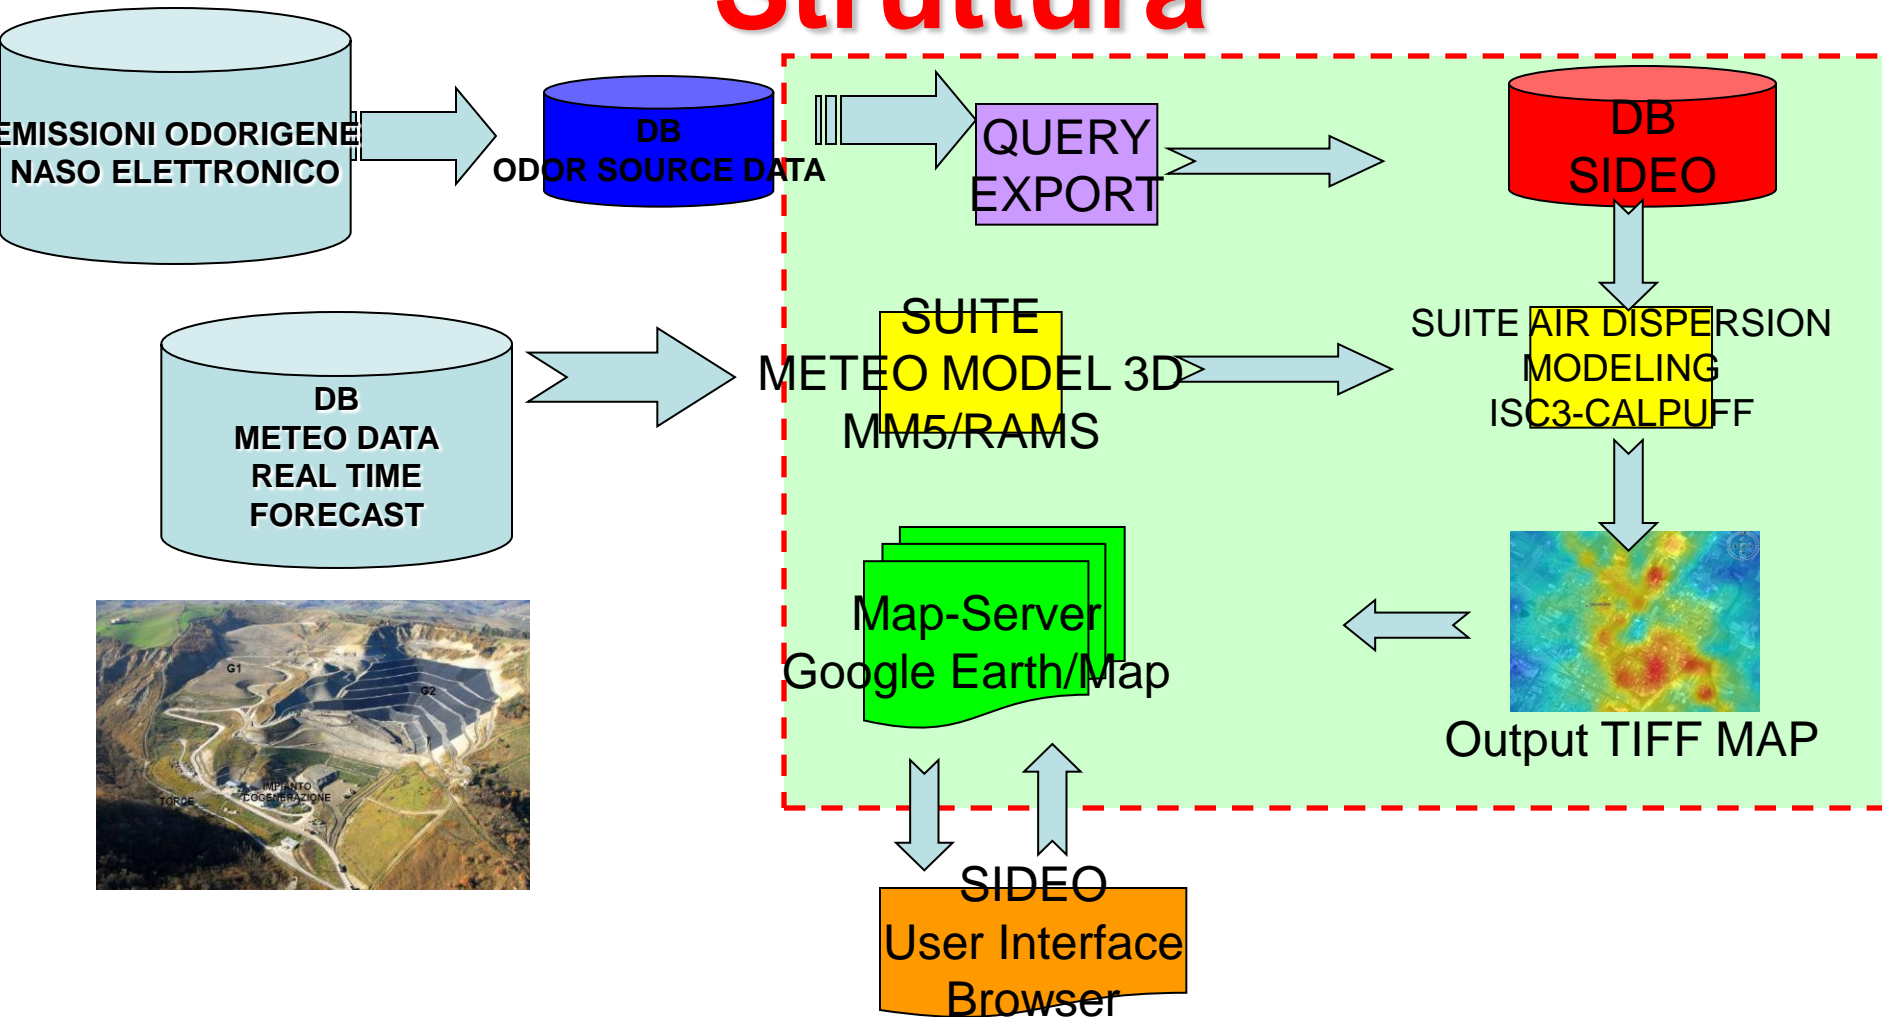 Struttura
EMISSIONI ODORIGENE
NASO ELETTRONICO
DB
ODOR SOURCE DATA
QUERY
EXPORT
DB
SIDEO
DB
METEO DATA
REAL TIME
FORECAST
SUITE
METEO MODEL 3D
MM5/RAMS
SUITE AIR DISPERSION
MODELING
ISC3-CALPUFF
G1
G2
TORCE
IMPIANTO
COGENERAZIONE
Map-Server
Google Earth/Map
Output TIFF MAP
SIDEO
User Interface
Browser